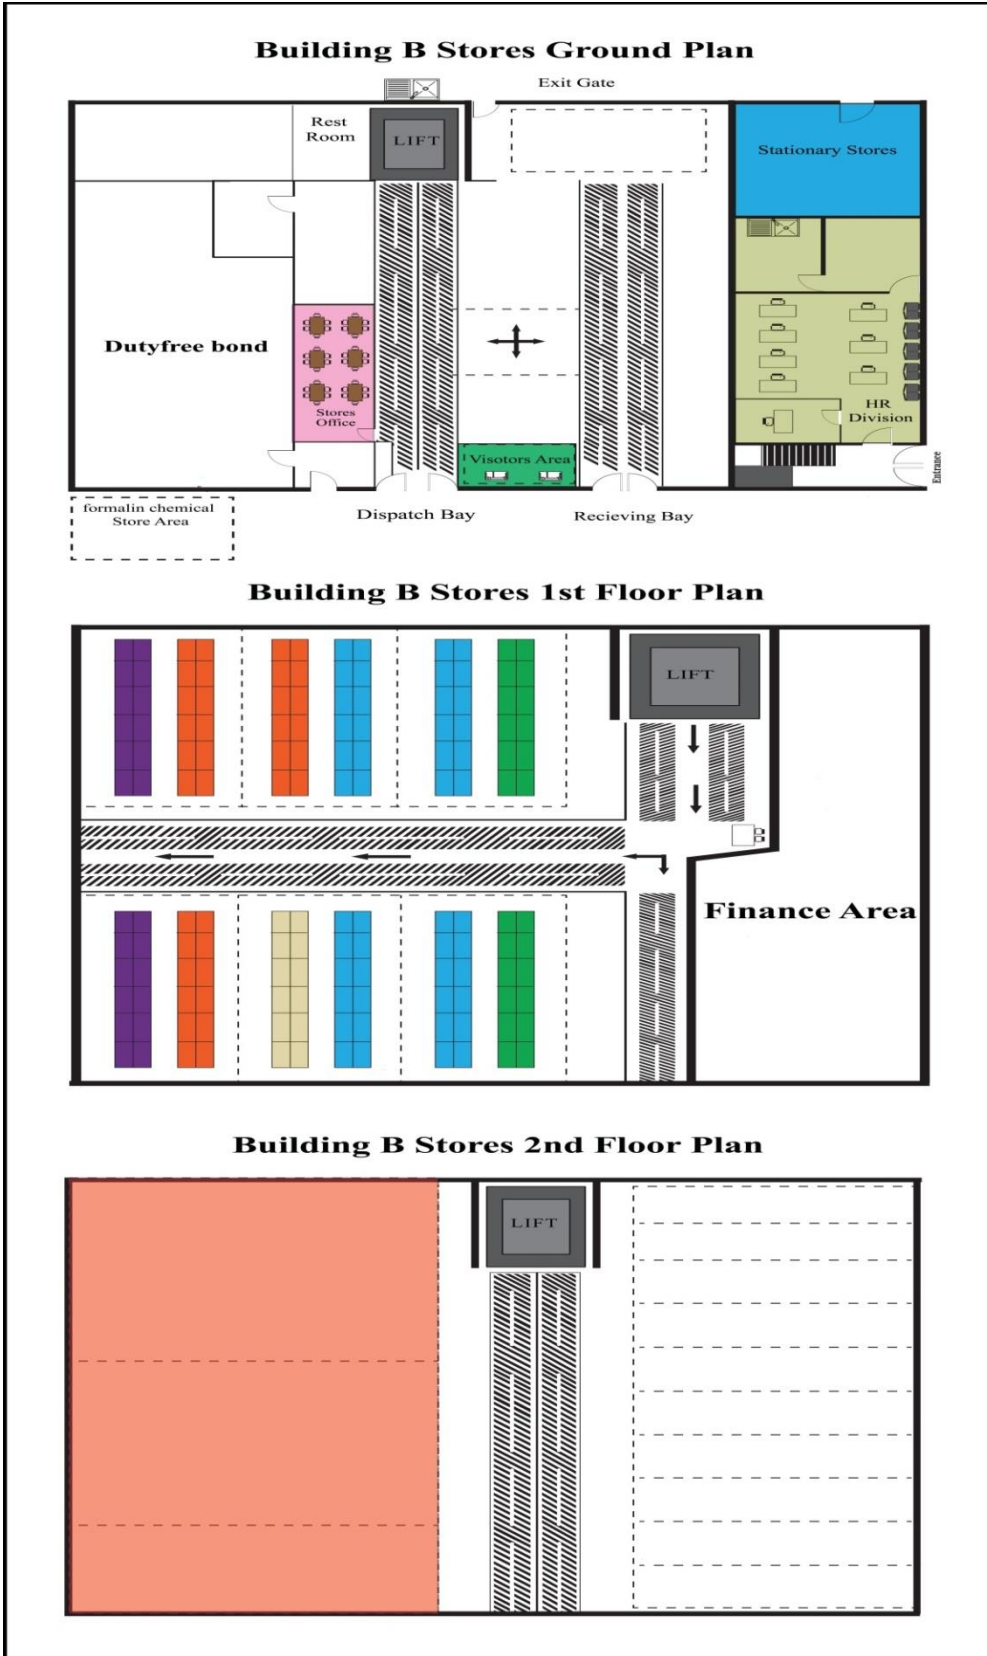 Building B Stores Ground Plan
Exit Gate
Rest
Room
LIFT
Stationary Stores
Dutyfree bond
Stores
Office
HR
Division
Visotors Area
Entrance
formalin chemical
Store Area
Dispatch Bay
Recieving Bay
Building B Stores 1st Floor Plan
LIFT
Finance Area
Building B Stores 2nd Floor Plan
LIFT